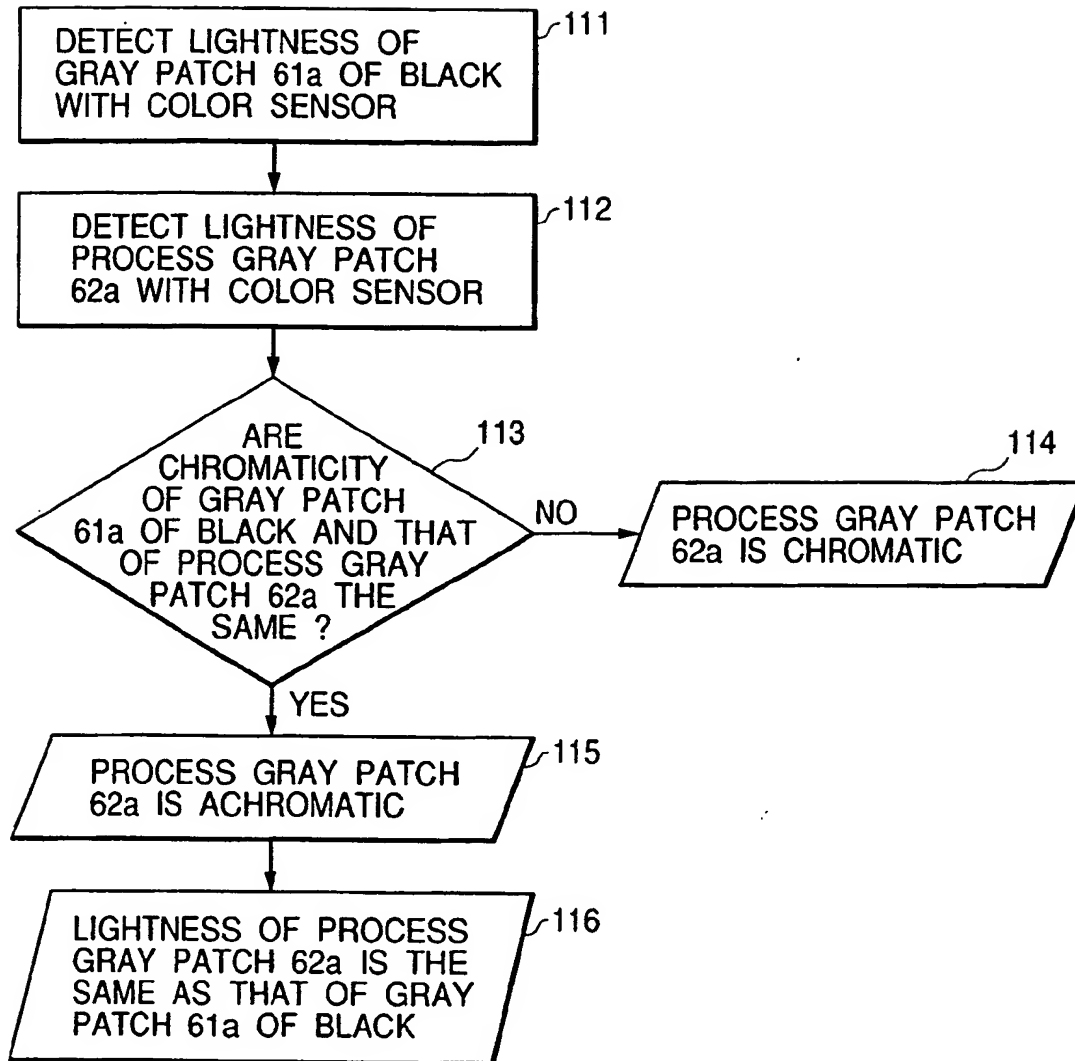 DETECT LIGHTNESS OF
GRAY PATCH 61a OF BLACK
WITH COLOR SENSOR
111
DETECT LIGHTNESS OF
PROCESS GRAY PATCH
62a WITH COLOR SENSOR
112
ARE
CHROMATICITY
OF GRAY PATCH
61a OF BLACK AND THAT
OF PROCESS GRAY
PATCH 62a THE
SAME ?
113
NO
114
PROCESS GRAY PATCH
62a IS CHROMATIC
YES
PROCESS GRAY PATCH
62a IS ACHROMATIC
115
LIGHTNESS OF PROCESS
GRAY PATCH 62a IS THE
SAME AS THAT OF GRAY
PATCH 61a OF BLACK
116